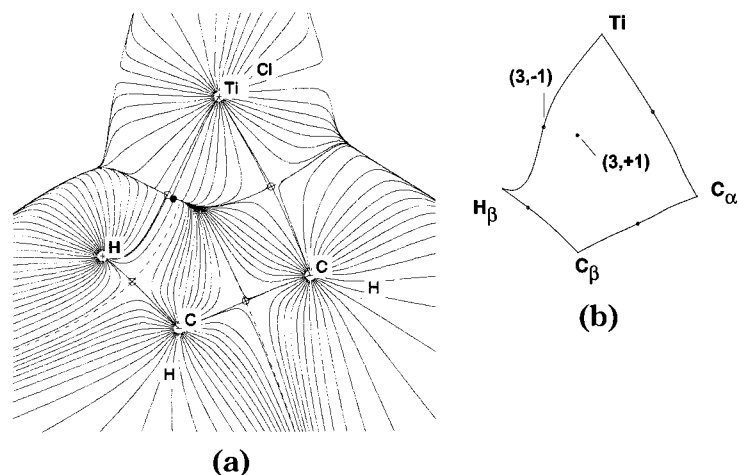 Cl
Ti
H
C
H
C
H
(a)
Ti
(3,-1)
(3,+1)
Hβ
Cα
Cβ
(b)